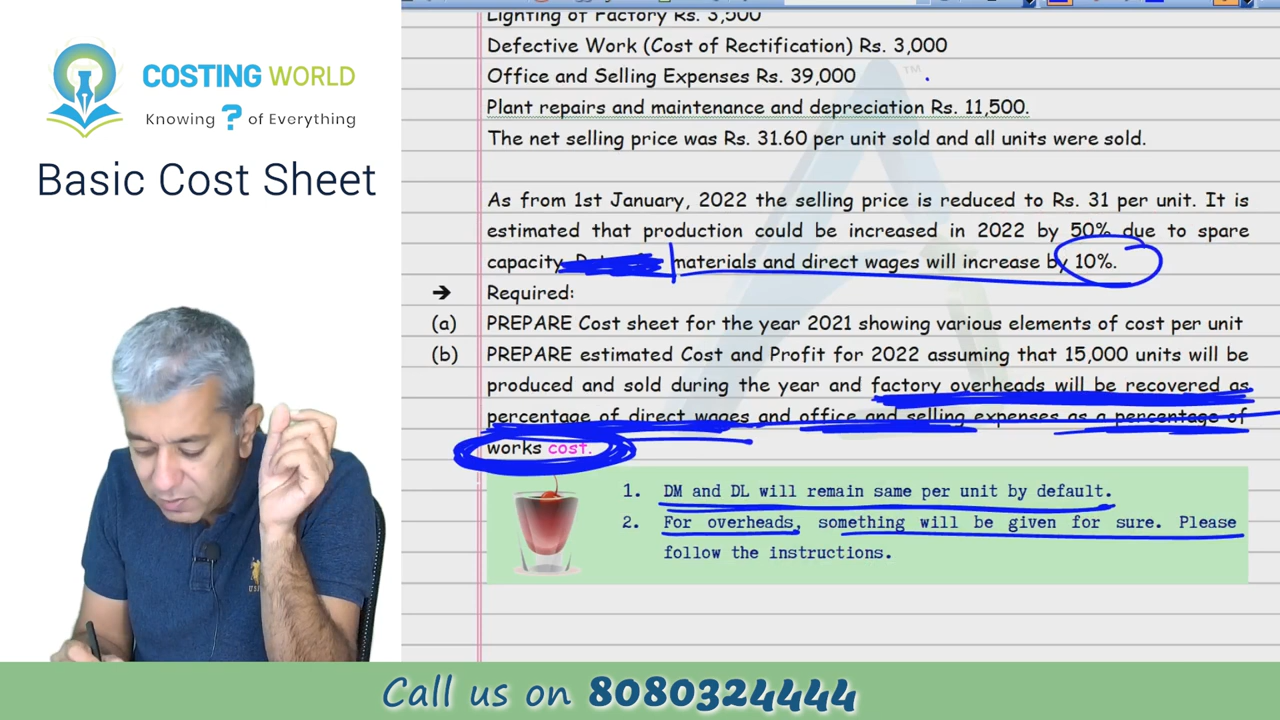 COSTING WORLD
Knowing ? of Everything
Basic Cost Sheet
Lighting of Factory Rs. 3,500
Defective Work (Cost of Rectification) Rs. 3,000
Office and Selling Expenses Rs. 39,000
TM
Plant repairs and maintenance and depreciation Rs. 11,500.
The net selling price was Rs. 31.60 per unit sold and all units were sold.
As from 1st January, 2022 the selling price is reduced to Rs. 31 per unit. It is
estimated that production could be increased in 2022 by 50% due to spare
capacity. materials and direct wages will increase by 10%.
➔ Required:
(a) PREPARE Cost sheet for the year 2021 showing various elements of cost per unit
(b) PREPARE estimated Cost and Profit for 2022 assuming that 15,000 units will be
produced and sold during the year and factory overheads will be recovered as
percentage of direct wages and office and selling expenses as a percentage of
works cost.
1. DM and DL will remain same per unit by default.
2. For overheads, something will be given for sure. Please
follow the instructions.
Call us on 8080324444